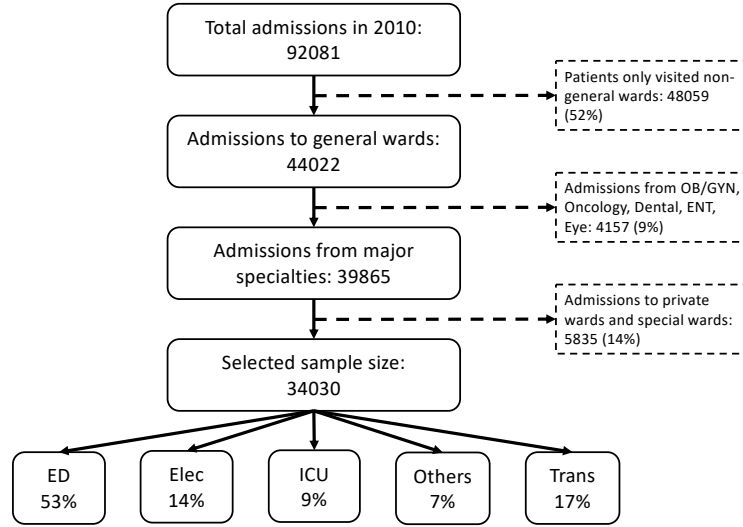 Total admissions in 2010:
92081
Patients only visited non-
general wards: 48059
(52%)
Admissions to general wards:
44022
Admissions from OB/GYN,
Oncology, Dental, ENT,
Eye: 4157 (9%)
Admissions from major
specialties: 39865
Admissions to private
wards and special wards:
5835 (14%)
Selected sample size:
34030
ED
53%
Elec
14%
ICU
9%
Others
7%
Trans
17%